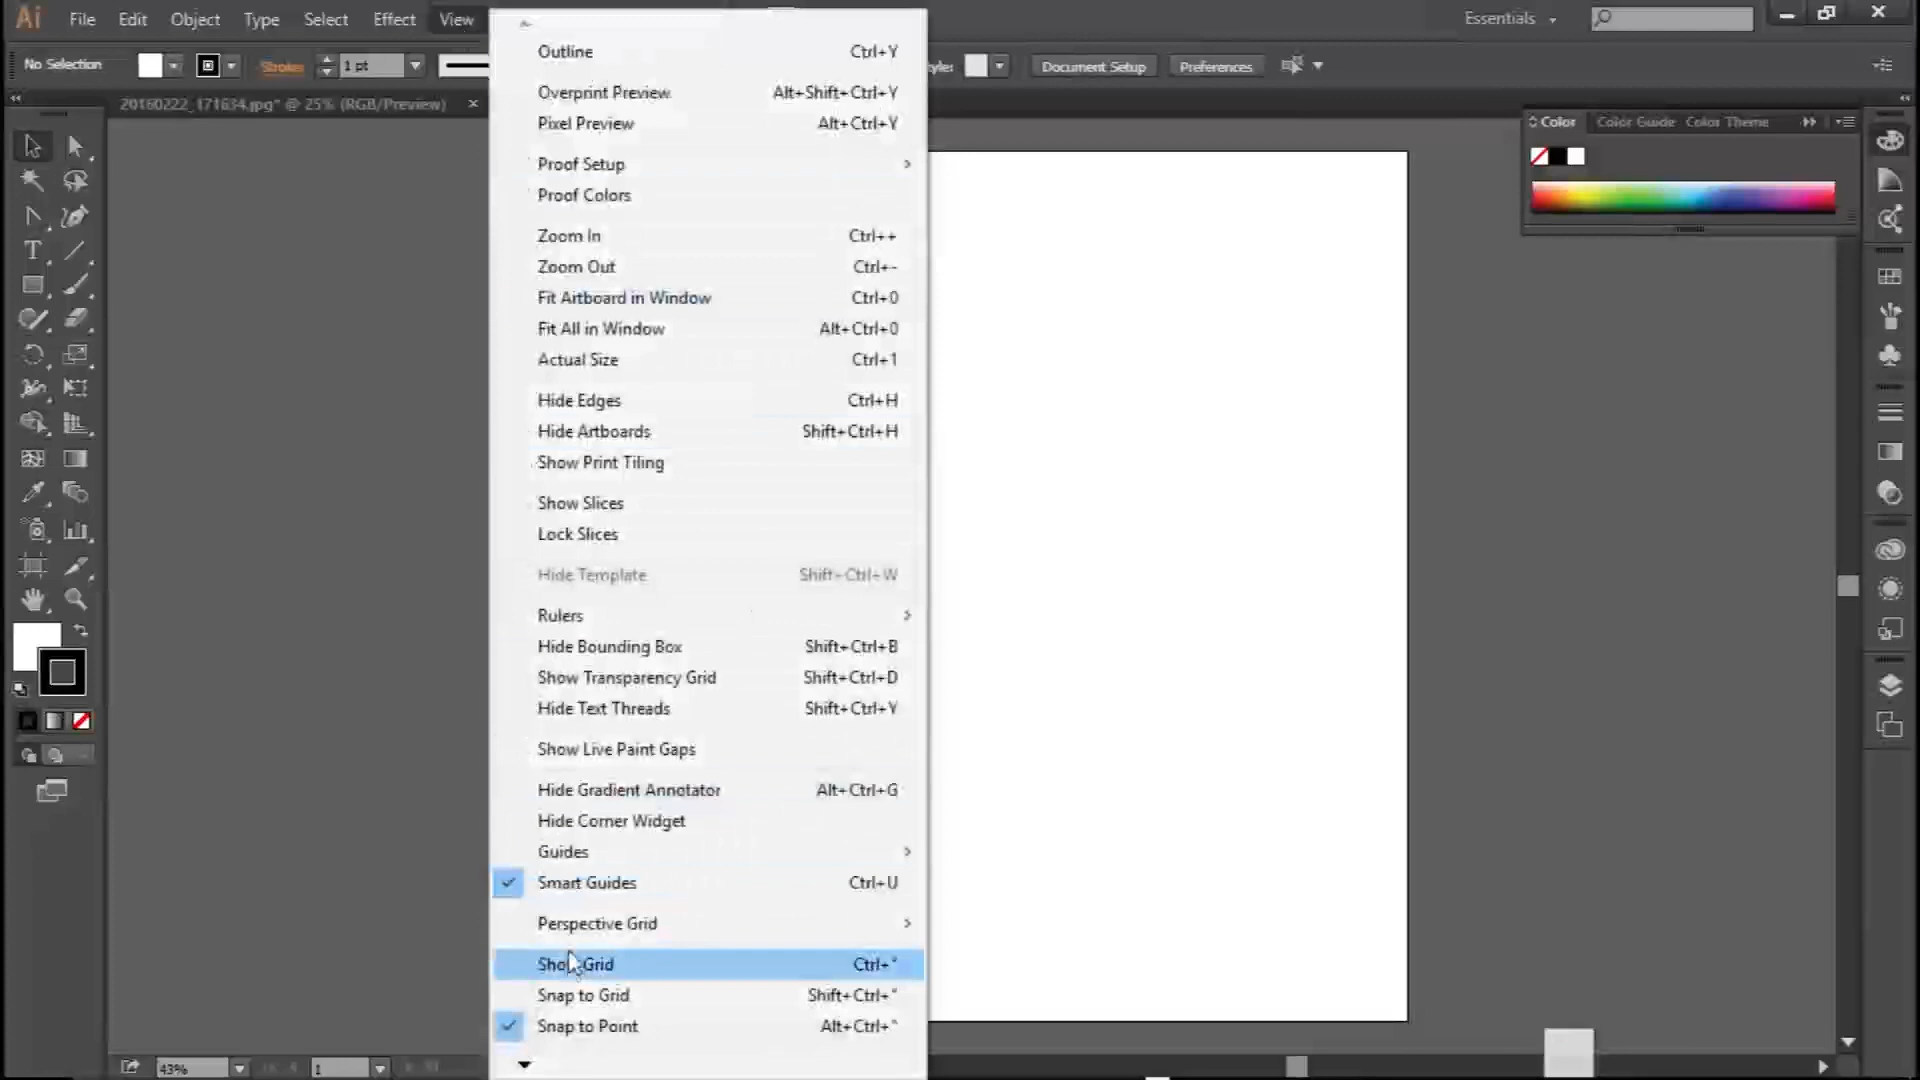 Ai File Edit Object Type Select Effect View Essentials
No Selection Stroke: 1 pt Document Setup Preferences
20160222_171634.jpg* @ 25% (RGB/Preview) ×
Color Color Guide Color Theme
Outline Ctrl+Y
Overprint Preview Alt+Shift+Ctrl+Y
Pixel Preview Alt+Ctrl+Y
Proof Setup
Proof Colors
Zoom In Ctrl++
Zoom Out Ctrl+-
Fit Artboard in Window Ctrl+0
Fit All in Window Alt+Ctrl+0
Actual Size Ctrl+1
Hide Edges Ctrl+H
Hide Artboards Shift+Ctrl+H
Show Print Tiling
Show Slices
Lock Slices
Hide Template Shift+Ctrl+W
Rulers
Hide Bounding Box Shift+Ctrl+B
Show Transparency Grid Shift+Ctrl+D
Hide Text Threads Shift+Ctrl+Y
Show Live Paint Gaps
Hide Gradient Annotator Alt+Ctrl+G
Hide Corner Widget
Guides
Smart Guides Ctrl+U
Perspective Grid
Show Grid Ctrl+"
Snap to Grid Shift+Ctrl+"
Snap to Point Alt+Ctrl+"
43% 1